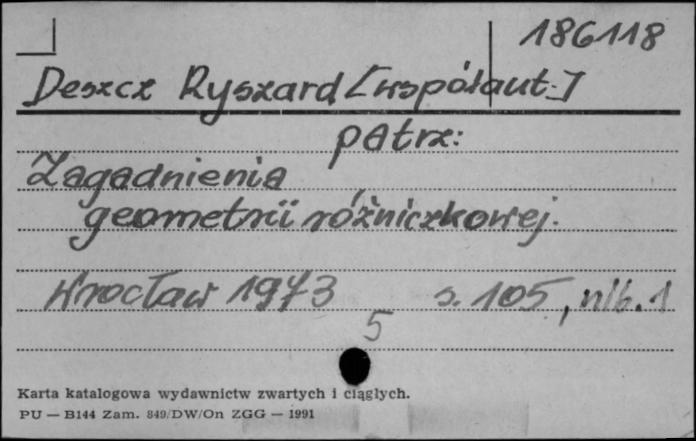 186118
Deszcz Ryszard [współaut.]
patrz:
Zagadnienia
geometrii różniczkowej.
Wrocław 1973 s. 105, nlb. 1
5
Karta katalogowa wydawnictw zwartych i ciągłych.
PU — B144 Zam. 849/DW/On ZGG — 1991